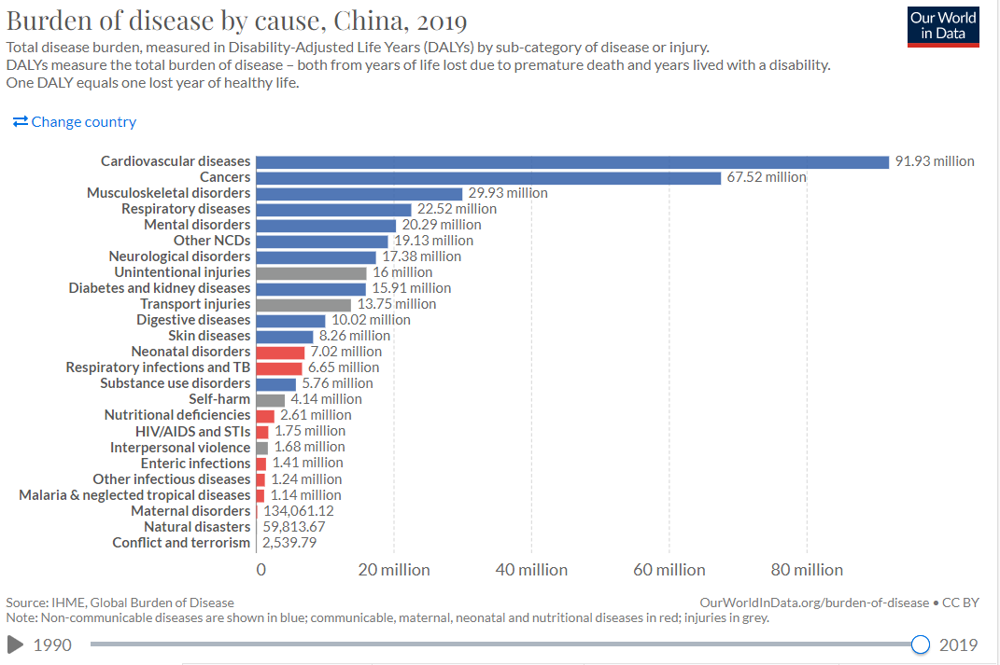 Burden of disease by cause, China, 2019
Our World
in Data
Total disease burden, measured in Disability-Adjusted Life Years (DALYs) by sub-category of disease or injury.
DALYs measure the total burden of disease – both from years of life lost due to premature death and years lived with a disability.
One DALY equals one lost year of healthy life.
Change country
Cardiovascular diseases 91.93 million
Cancers 67.52 million
Musculoskeletal disorders 29.93 million
Respiratory diseases 22.52 million
Mental disorders 20.29 million
Other NCDs 19.13 million
Neurological disorders 17.38 million
Unintentional injuries 16 million
Diabetes and kidney diseases 15.91 million
Transport injuries 13.75 million
Digestive diseases 10.02 million
Skin diseases 8.26 million
Neonatal disorders 7.02 million
Respiratory infections and TB 6.65 million
Substance use disorders 5.76 million
Self-harm 4.14 million
Nutritional deficiencies 2.61 million
HIV/AIDS and STIs 1.75 million
Interpersonal violence 1.68 million
Enteric infections 1.41 million
Other infectious diseases 1.24 million
Malaria & neglected tropical diseases 1.14 million
Maternal disorders 134,061.12
Natural disasters 59,813.67
Conflict and terrorism 2,539.79
0 20 million 40 million 60 million 80 million
Source: IHME, Global Burden of Disease OurWorldInData.org/burden-of-disease • CC BY
Note: Non-communicable diseases are shown in blue; communicable, maternal, neonatal and nutritional diseases in red; injuries in grey.
1990 2019